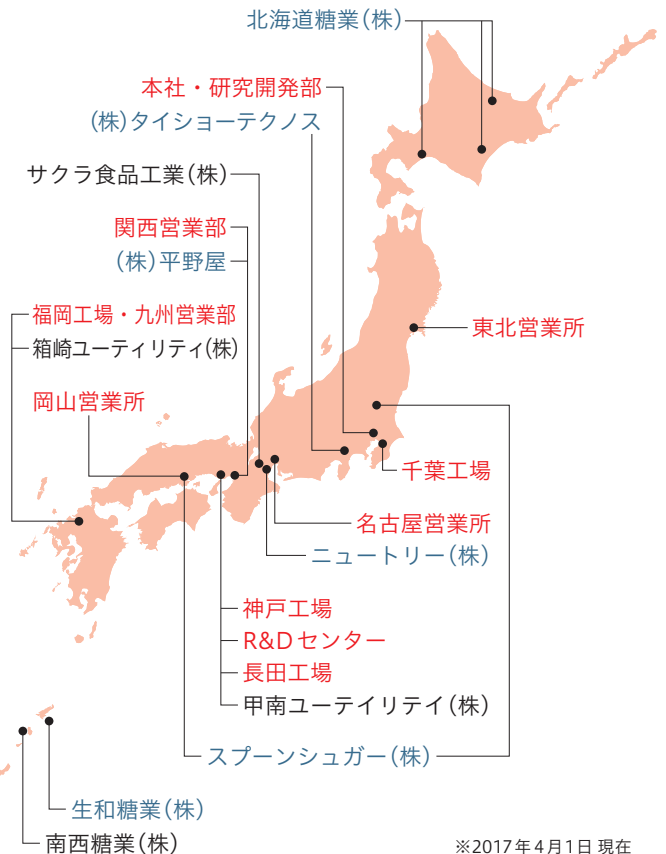 北海道糖業(株)
本社・研究開発部
(株)タイショーテクノス
サクラ食品工業(株)
関西営業部
(株)平野屋
福岡工場・九州営業部
箱崎ユーティリティ(株)
東北営業所
岡山営業所
千葉工場
名古屋営業所
ニュートリー(株)
神戸工場
R&Dセンター
長田工場
甲南ユーテイリテイ(株)
スプーンシュガー(株)
生和糖業(株)
南西糖業(株)
※2017年4月1日 現在